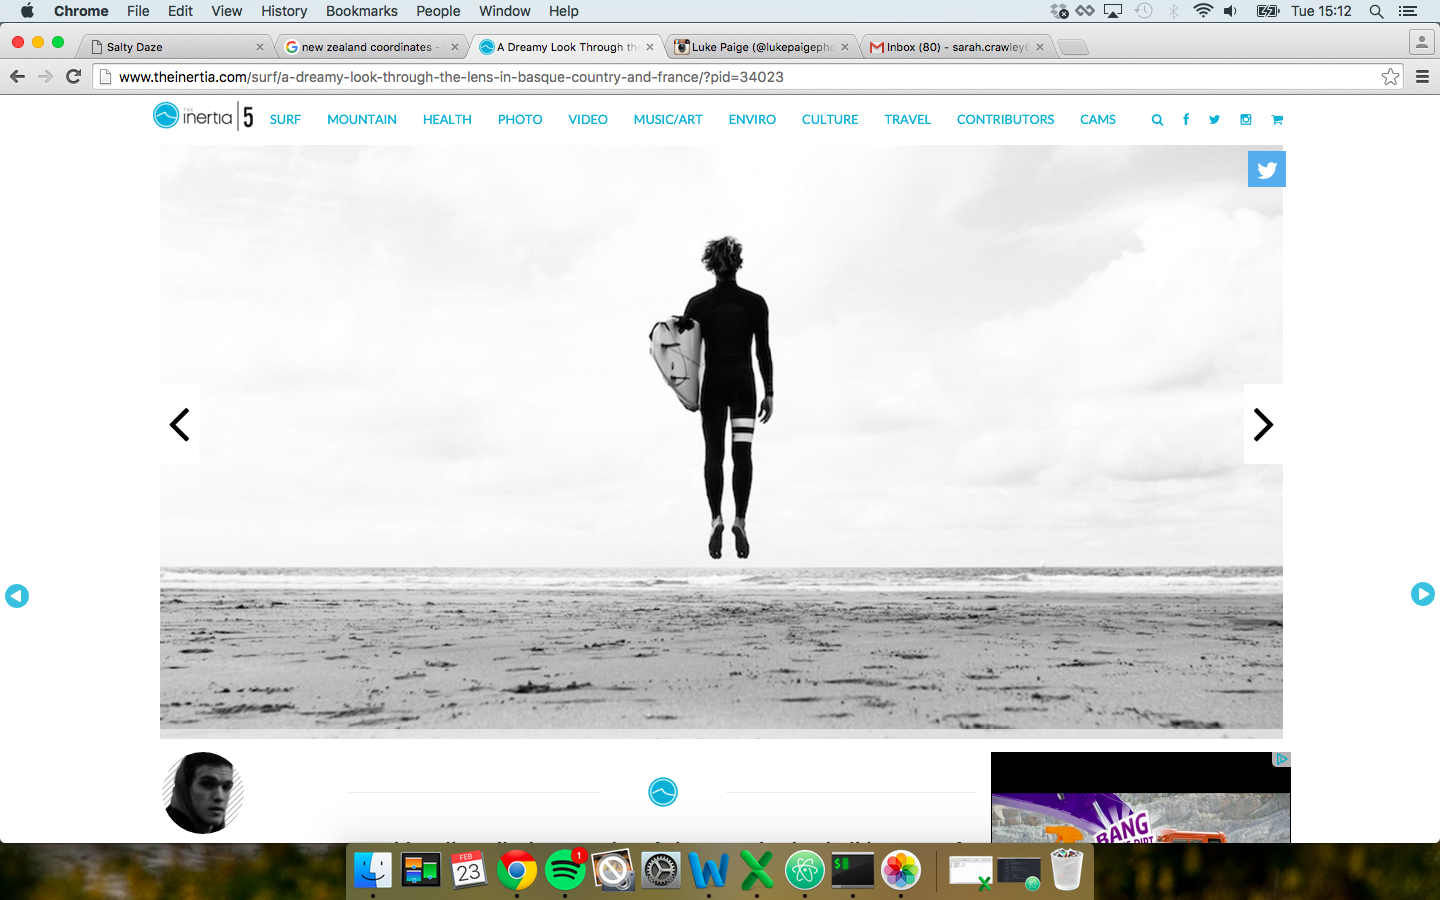 Chrome File Edit View History Bookmarks People Window Help Tue 15:12
Salty Daze
new zealand coordinates -
A Dreamy Look Through the
Luke Paige (@lukepaigepho
Inbox (80) - sarah.crawley6
www.theinertia.com/surf/a-dreamy-look-through-the-lens-in-basque-country-and-france/?pid=34023
THE inertia 5 SURF MOUNTAIN HEALTH PHOTO VIDEO MUSIC/ART ENVIRO CULTURE TRAVEL CONTRIBUTORS CAMS
BANG
FEB
23
1
$